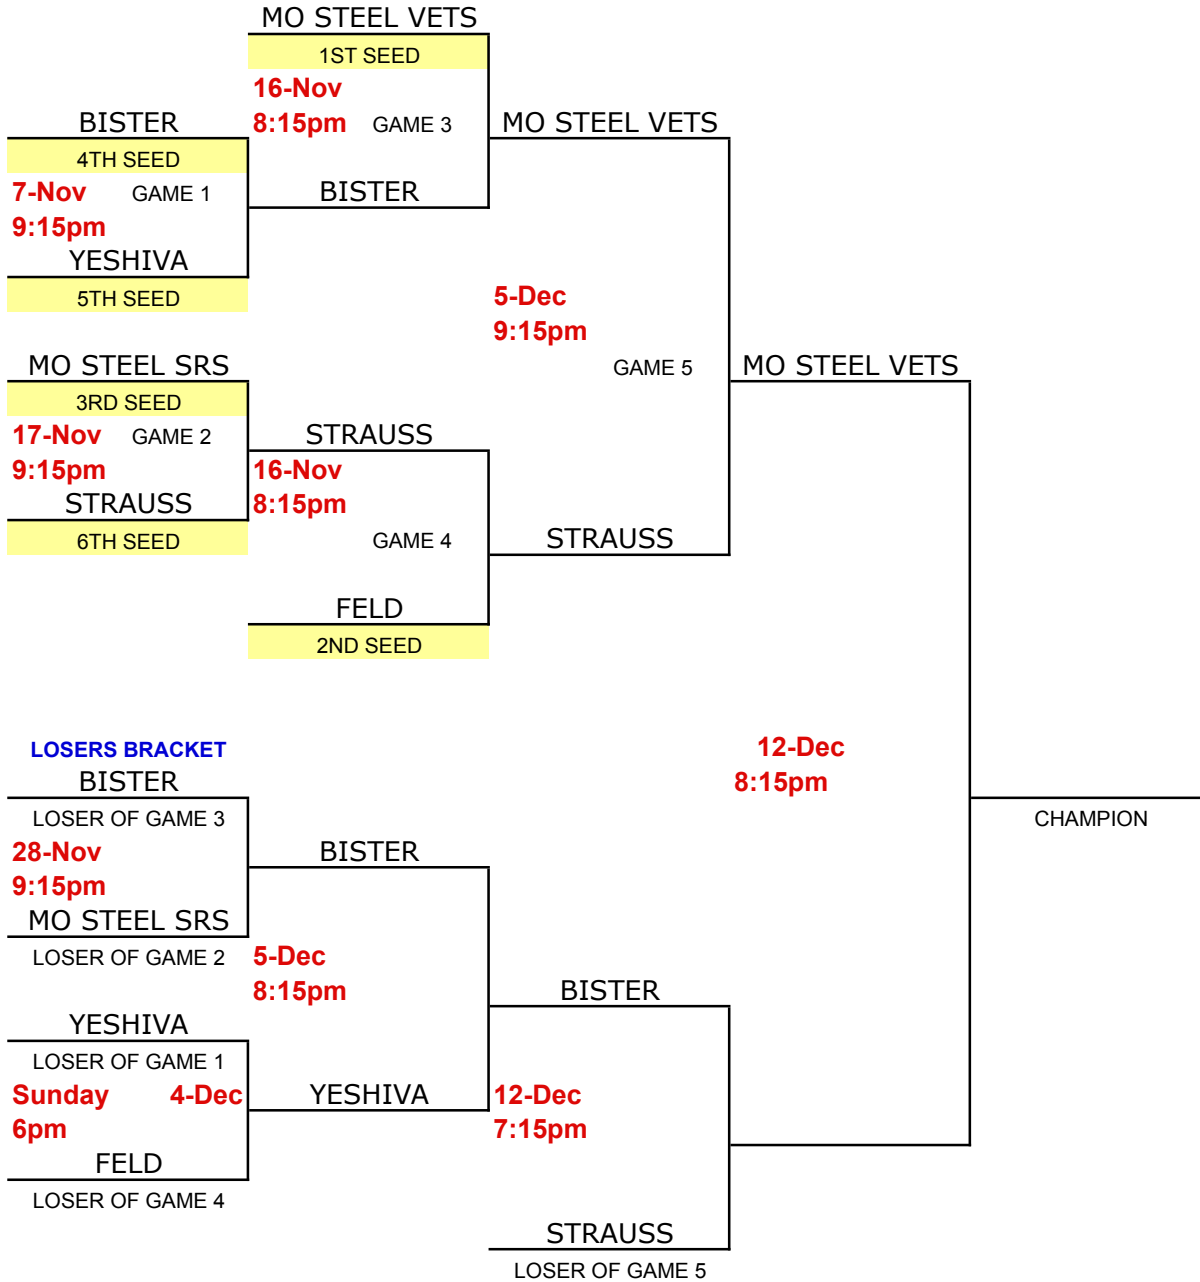 MO STEEL VETS
1ST SEED
16-Nov
8:15pm GAME 3
BISTER
MO STEEL VETS
4TH SEED
7-Nov GAME 1
BISTER
9:15pm
YESHIVA
5TH SEED
5-Dec
9:15pm
GAME 5
MO STEEL VETS
MO STEEL SRS
3RD SEED
17-Nov GAME 2
STRAUSS
9:15pm
16-Nov
STRAUSS
8:15pm
6TH SEED
GAME 4
STRAUSS
FELD
2ND SEED
LOSERS BRACKET
12-Dec
8:15pm
BISTER
LOSER OF GAME 3
CHAMPION
28-Nov
BISTER
9:15pm
MO STEEL SRS
LOSER OF GAME 2
5-Dec
8:15pm
BISTER
YESHIVA
LOSER OF GAME 1
Sunday 4-Dec
YESHIVA
12-Dec
6pm
7:15pm
FELD
LOSER OF GAME 4
STRAUSS
LOSER OF GAME 5